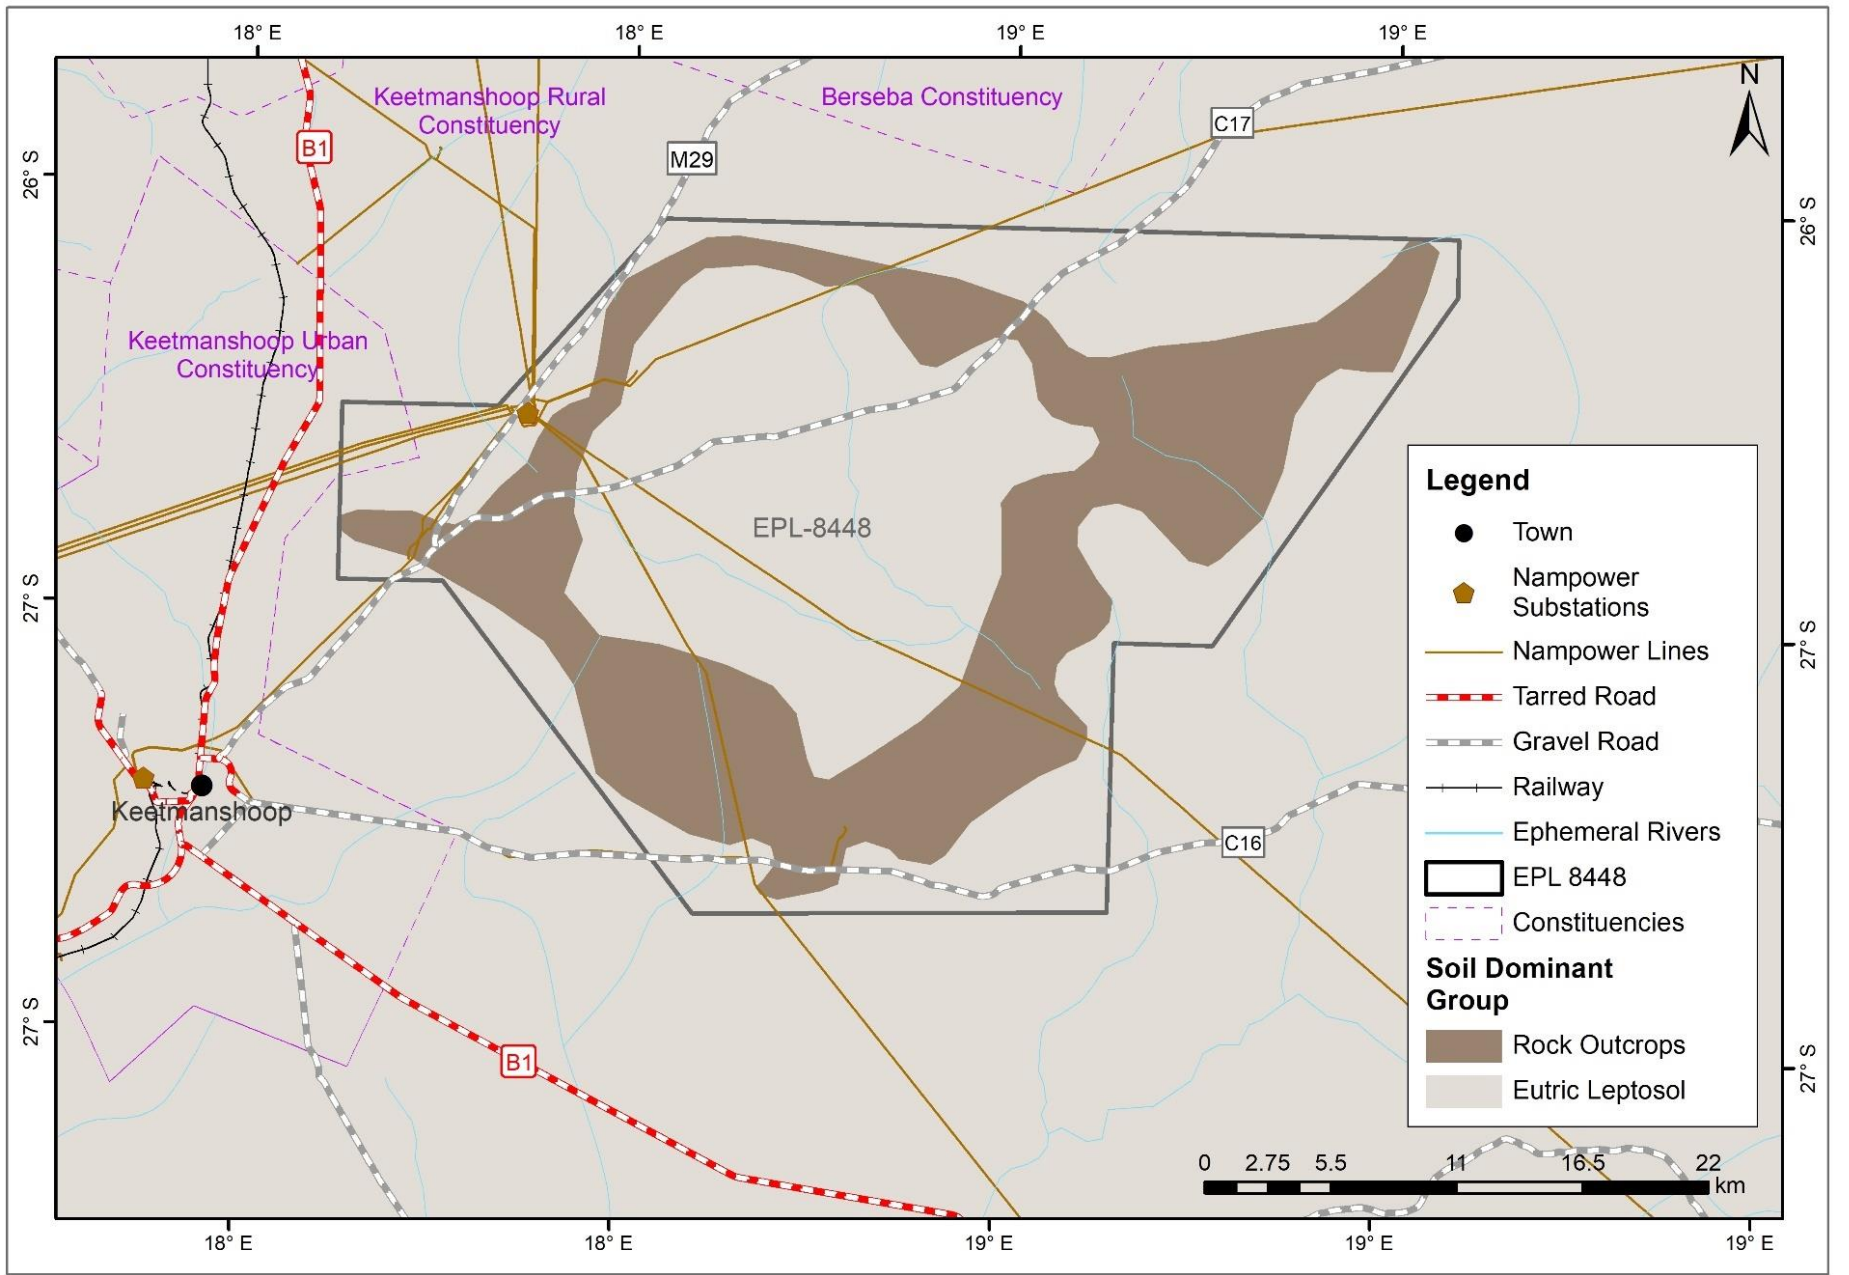 18° E
18° E
19° E
19° E
N
Keetmanshoop Rural
Constituency
Berseba Constituency
C17
B1
M29
26° S
26° S
Keetmanshoop Urban
Constituency
EPL-8448
27° S
27° S
Keetmanshoop
C16
27° S
27° S
B1
Legend
Town
Nampower
Substations
Nampower Lines
Tarred Road
Gravel Road
Railway
Ephemeral Rivers
EPL 8448
Constituencies
Soil Dominant
Group
Rock Outcrops
Eutric Leptosol
0 2.75 5.5 11 16.5 22
km
18° E
18° E
19° E
19° E
19° E